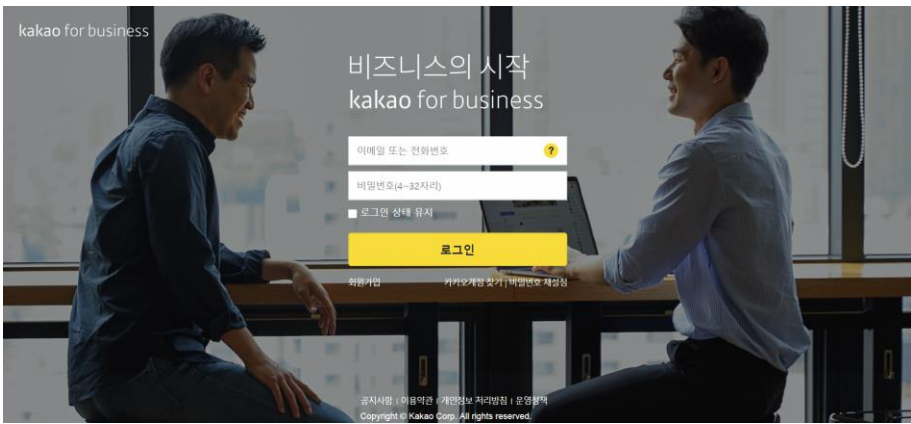 kakao for business
비즈니스의 시작
kakao for business
이메일 또는 전화번호 ?
비밀번호(4~32자리)
로그인 상태 유지
로그인
회원가입 카카오계정 찾기 | 비밀번호 재설정
공지사항 | 이용약관 | 개인정보 처리방침 | 운영정책
Copyright © Kakao Corp. All rights reserved.